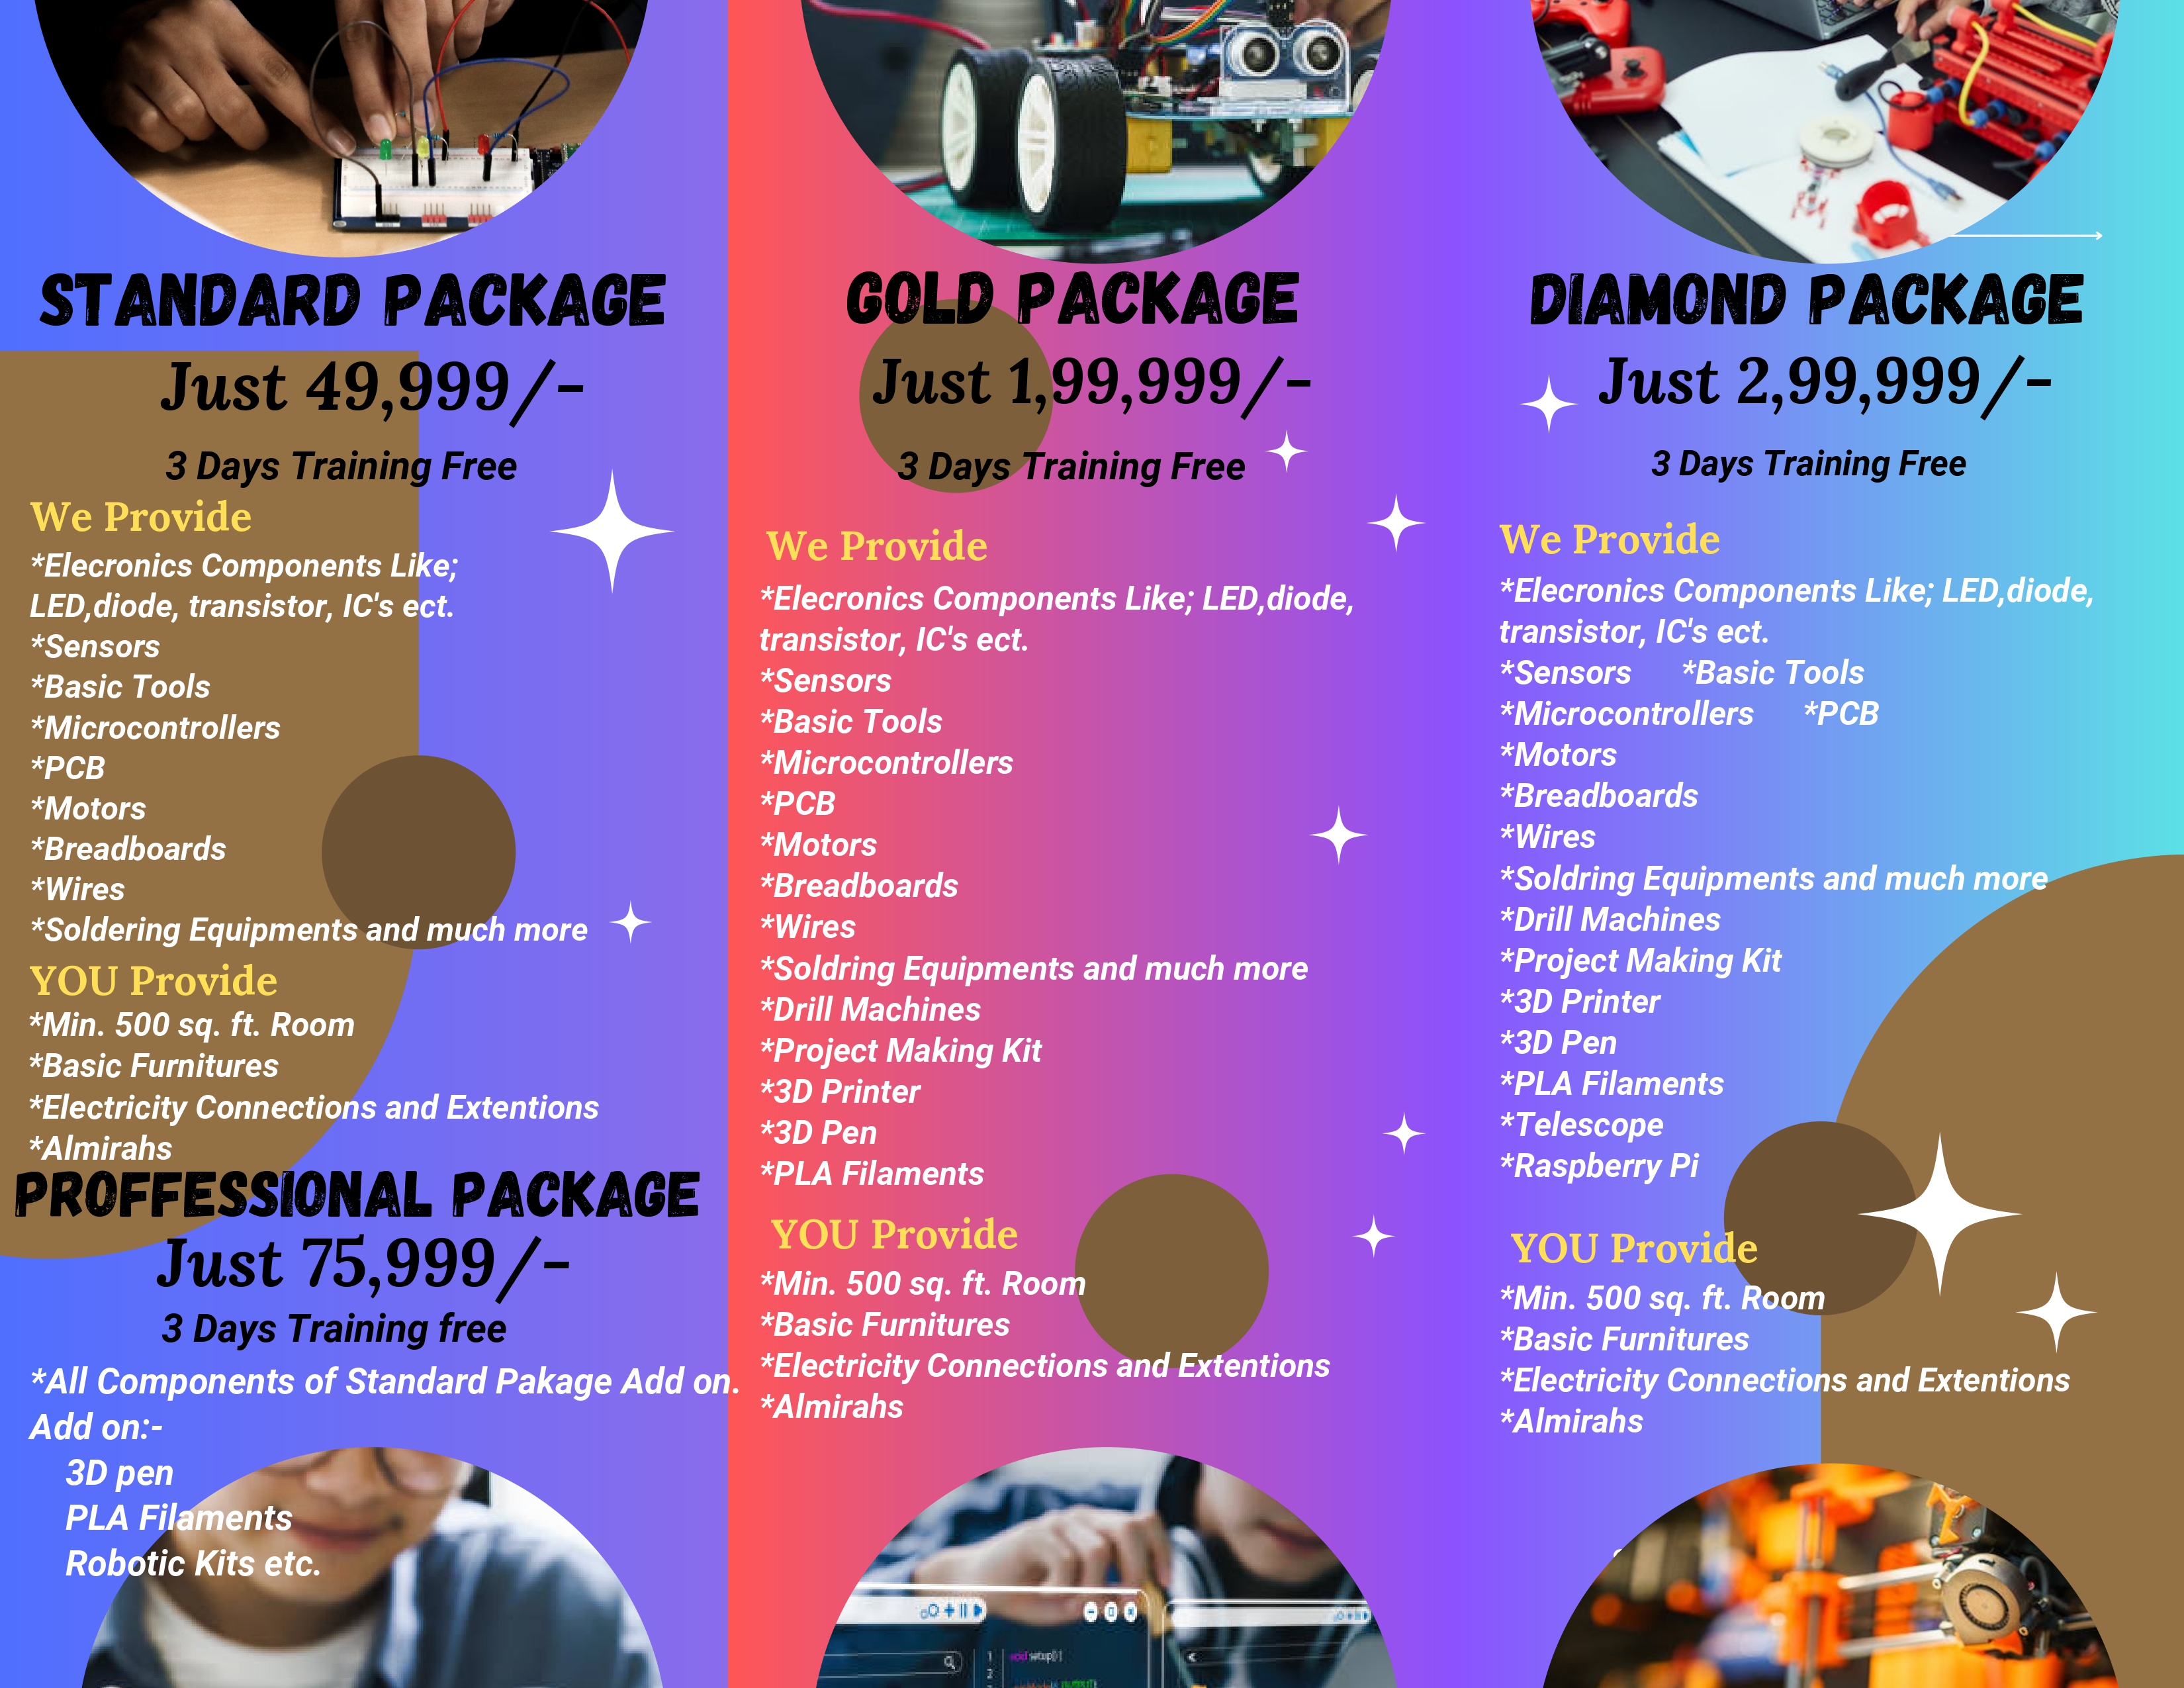 STANDARD PACKAGE
Just 49,999/-
3 Days Training Free
We Provide
*Elecronics Components Like;
LED,diode, transistor, IC's ect.
*Sensors
*Basic Tools
*Microcontrollers
*PCB
*Motors
*Breadboards
*Wires
*Soldering Equipments and much more
YOU Provide
*Min. 500 sq. ft. Room
*Basic Furnitures
*Electricity Connections and Extentions
*Almirahs
PROFFESSIONAL PACKAGE
Just 75,999/-
3 Days Training free
*All Components of Standard Pakage Add on.
Add on:-
3D pen
PLA Filaments
Robotic Kits etc.
GOLD PACKAGE
Just 1,99,999/-
3 Days Training Free
We Provide
*Elecronics Components Like; LED,diode,
transistor, IC's ect.
*Sensors
*Basic Tools
*Microcontrollers
*PCB
*Motors
*Breadboards
*Wires
*Soldring Equipments and much more
*Drill Machines
*Project Making Kit
*3D Printer
*3D Pen
*PLA Filaments
YOU Provide
*Min. 500 sq. ft. Room
*Basic Furnitures
*Electricity Connections and Extentions
*Almirahs
1 void setup()
2
DIAMOND PACKAGE
Just 2,99,999/-
3 Days Training Free
We Provide
*Elecronics Components Like; LED,diode,
transistor, IC's ect.
*Sensors *Basic Tools
*Microcontrollers *PCB
*Motors
*Breadboards
*Wires
*Soldring Equipments and much more
*Drill Machines
*Project Making Kit
*3D Printer
*3D Pen
*PLA Filaments
*Telescope
*Raspberry Pi
YOU Provide
*Min. 500 sq. ft. Room
*Basic Furnitures
*Electricity Connections and Extentions
*Almirahs